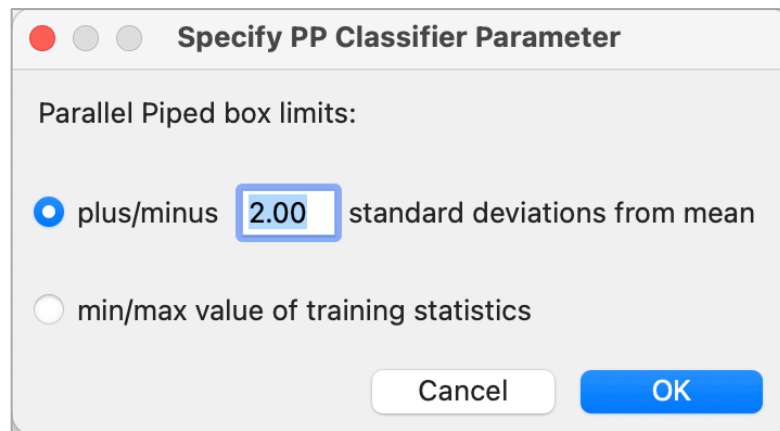 Specify PP Classifier Parameter
Parallel Piped box limits:
plus/minus 2.00 standard deviations from mean
min/max value of training statistics
Cancel OK